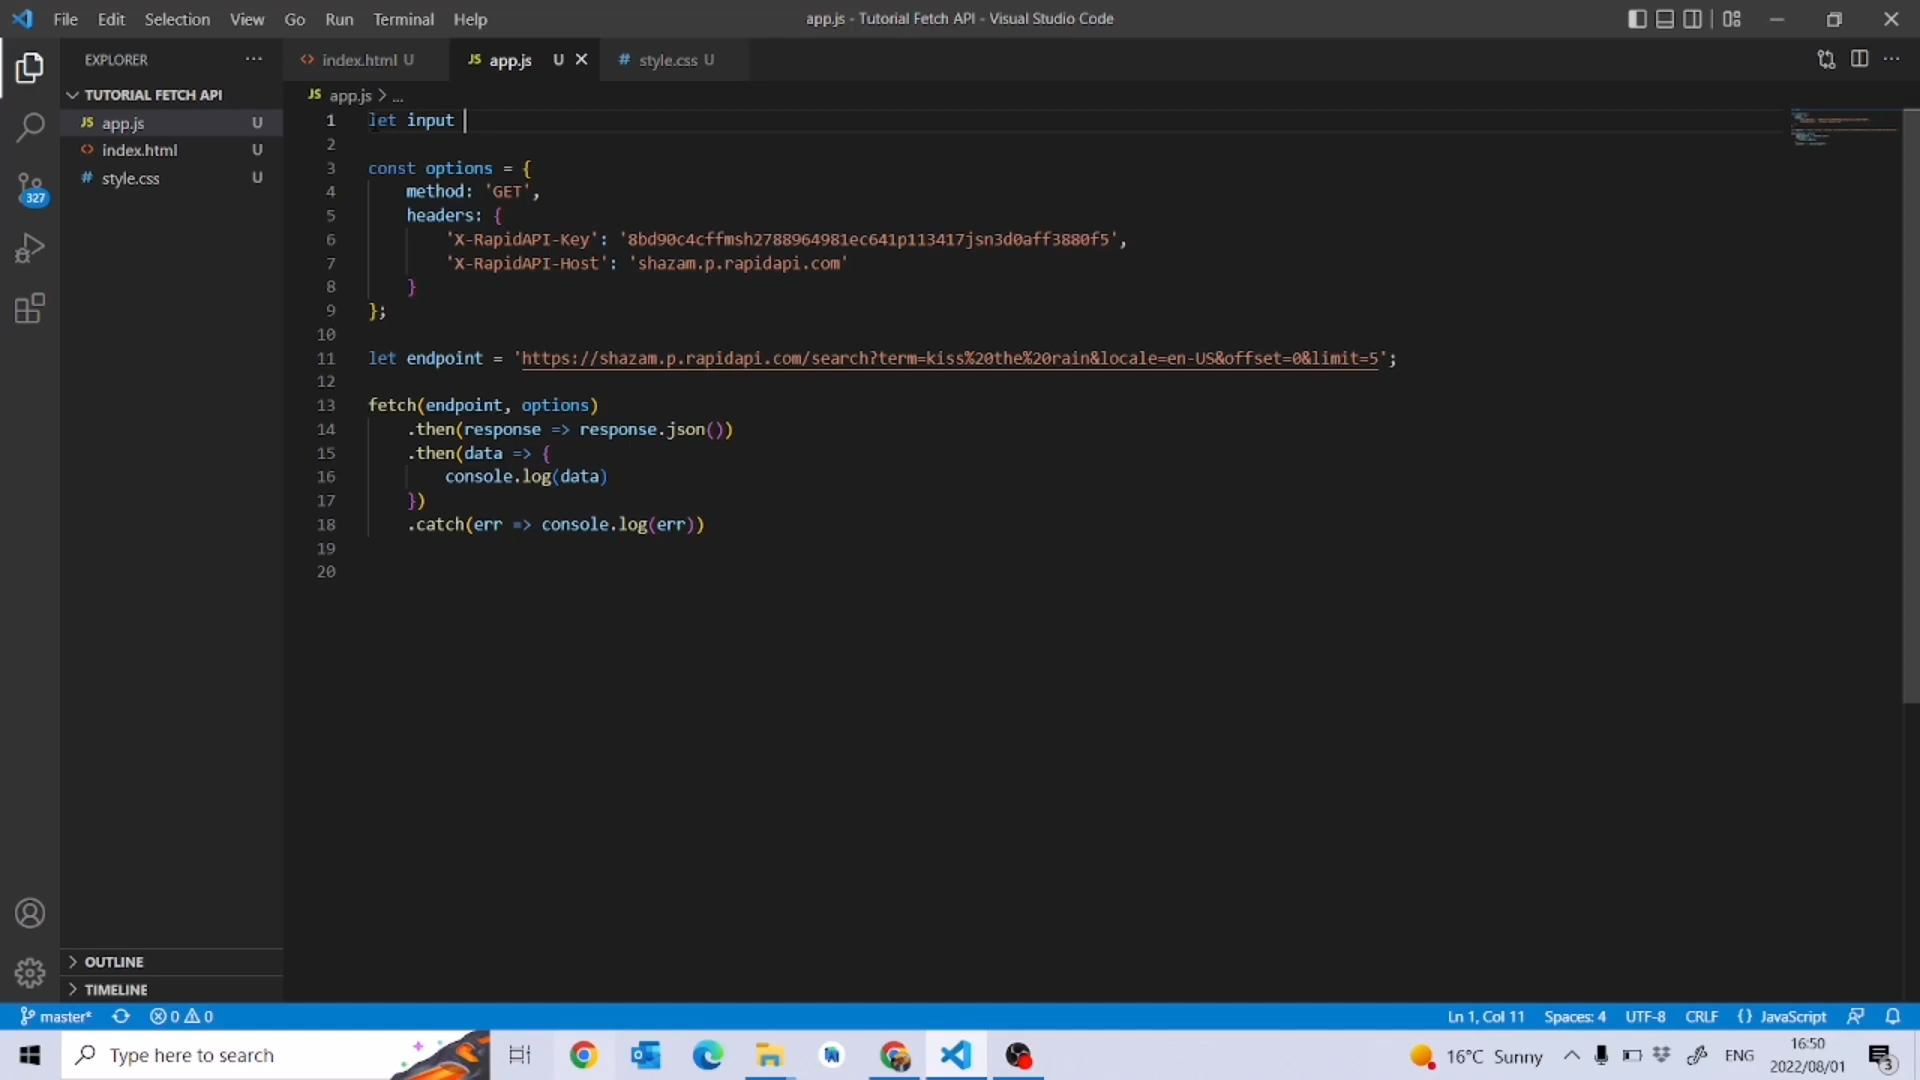 File Edit Selection View Go Run Terminal Help
app.js - Tutorial Fetch API - Visual Studio Code
EXPLORER
TUTORIAL FETCH API
JS app.js U
<> index.html U
# style.css U
<> index.html U
JS app.js U
# style.css U
JS app.js > ...
1 let input
2
3 const options = {
4 method: 'GET',
5 headers: {
6 'X-RapidAPI-Key': '8bd90c4cffmsh2788964981ec641p113417jsn3d0aff3880f5',
7 'X-RapidAPI-Host': 'shazam.p.rapidapi.com'
8 }
9 };
10
11 let endpoint = 'https://shazam.p.rapidapi.com/search?term=kiss%20the%20rain&locale=en-US&offset=0&limit=5';
12
13 fetch(endpoint, options)
14 .then(response => response.json())
15 .then(data => {
16 console.log(data)
17 })
18 .catch(err => console.log(err))
19
20
327
OUTLINE
TIMELINE
master* 0 0
Ln 1, Col 11 Spaces: 4 UTF-8 CRLF {} JavaScript
Type here to search
16°C Sunny
ENG
16:50
2022/08/01
3